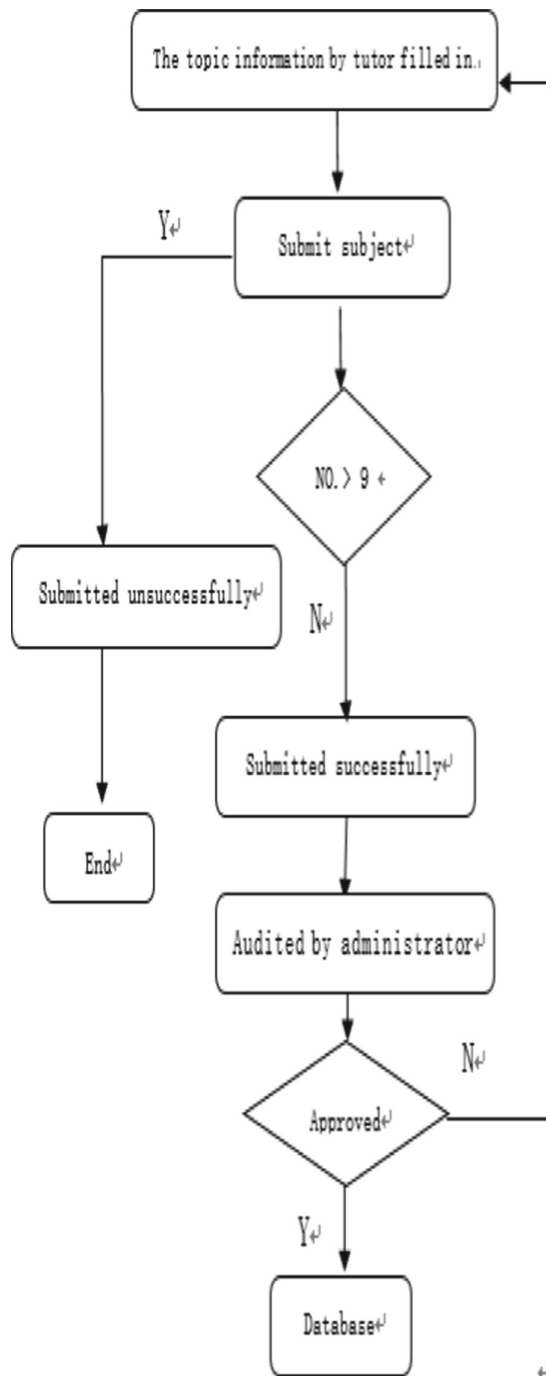 The topic information by tutor filled in.
Y
Submit subject
NO.> 9
Submitted unsuccessfully
N
Submitted successfully
End
Audited by administrator
N
Approved
Y
Database